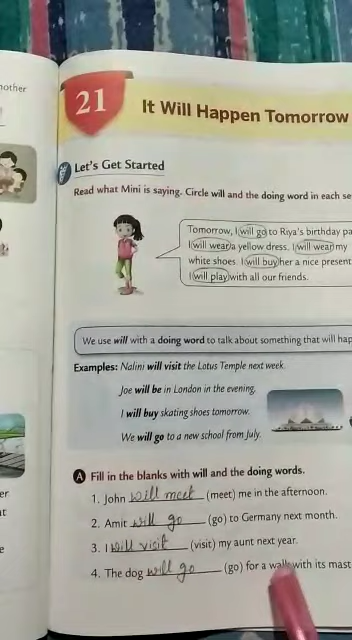 nother
21
It Will Happen Tomorrow
Let's Get Started
Read what Mini is saying. Circle will and the doing word in each se
Tomorrow, I will go to Riya's birthday pa
I will wear a yellow dress. I will wear my
white shoes. I will buy her a nice present
I will play with all our friends.
We use will with a doing word to talk about something that will hap
Examples: Nalini will visit the Lotus Temple next week.
Joe will be in London in the evening.
I will buy skating shoes tomorrow.
We will go to a new school from July.
A Fill in the blanks with will and the doing words.
1. John will meet (meet) me in the afternoon.
2. Amit will go (go) to Germany next month.
3. I will visit (visit) my aunt next year.
4. The dog will go (go) for a walk with its mast
er
at
e